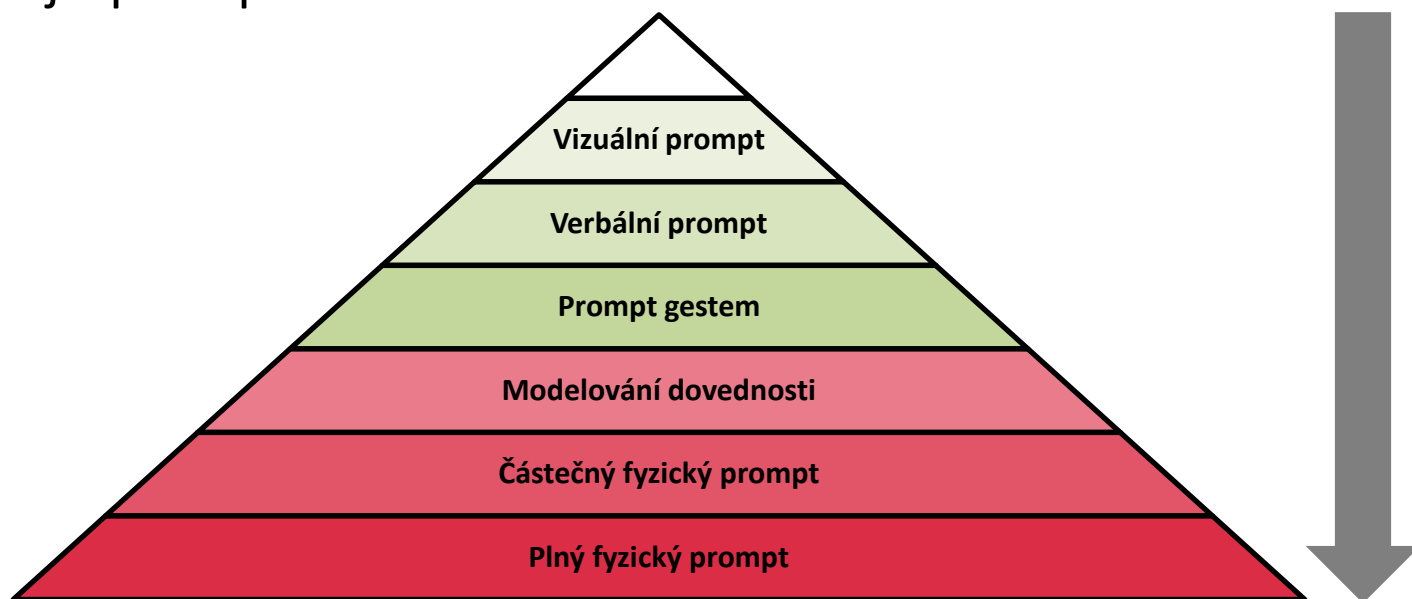 Vizuální prompt
Verbální prompt
Prompt gestem
Modelování dovednosti
Částečný fyzický prompt
Plný fyzický prompt